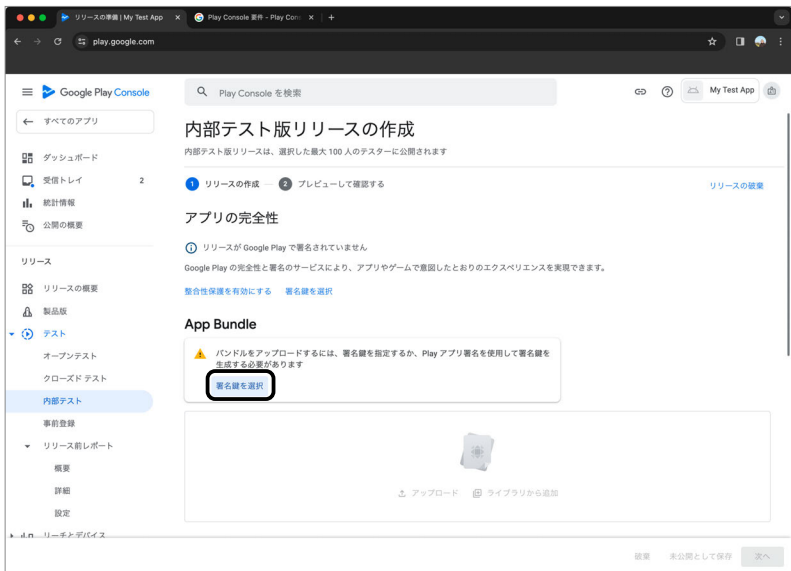 リリースの準備 | My Test App
Play Console 要件 - Play Con
play.google.com
Google Play Console
Play Console を検索
My Test App
すべてのアプリ
ダッシュボード
受信トレイ 2
統計情報
公開の概要
リリース
リリースの概要
製品版
テスト
オープンテスト
クローズド テスト
内部テスト
事前登録
リリース前レポート
概要
詳細
設定
リーチとデバイス
内部テスト版リリースの作成
内部テスト版リリースは、選択した最大 100 人のテスターに公開されます
1 リリースの作成 — 2 プレビューして確認する
リリースの破棄
アプリの完全性
リリースが Google Play で署名されていません
Google Play の完全性と署名のサービスにより、アプリやゲームで意図したとおりのエクスペリエンスを実現できます。
整合性保護を有効にする 署名鍵を選択
App Bundle
バンドルをアップロードするには、署名鍵を指定するか、Play アプリ署名を使用して署名鍵を
生成する必要があります
署名鍵を選択
アップロード ライブラリから追加
破棄 未公開として保存 次へ